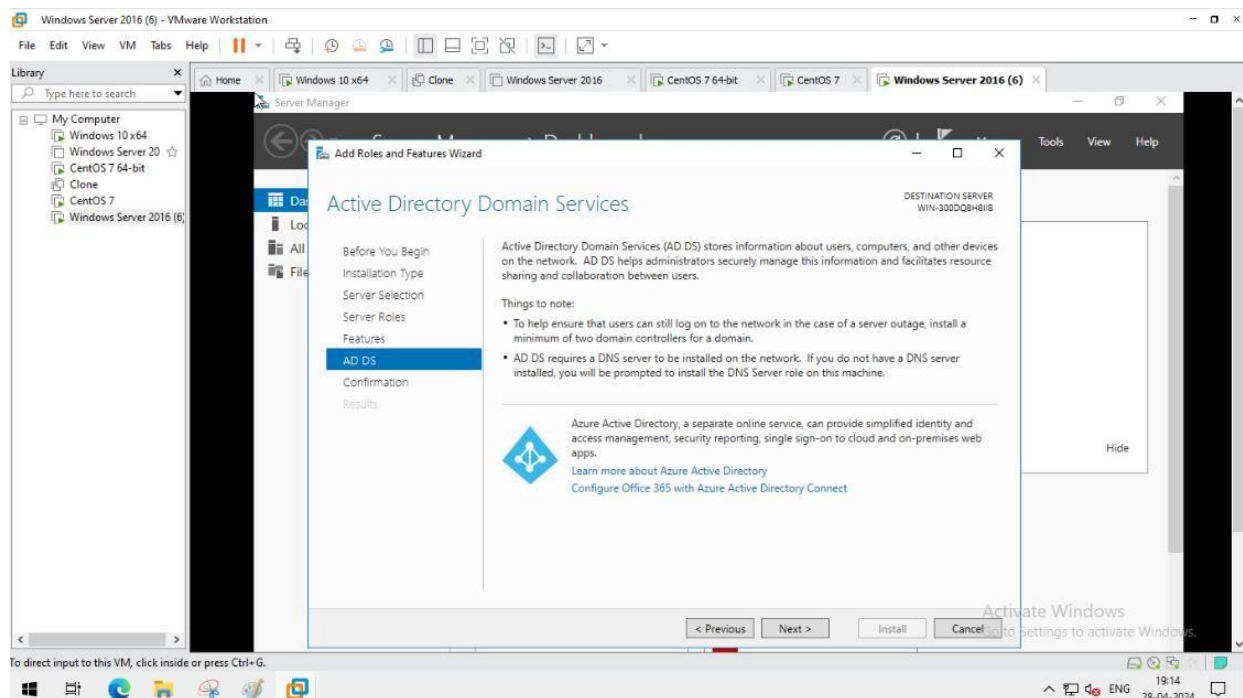 Windows Server 2016 (6) - VMware Workstation
File Edit View VM Tabs Help
Library
Type here to search
Home
Windows 10 x64
Clone
Windows Server 2016
CentOS 7 64-bit
CentOS 7
Windows Server 2016 (6)
My Computer
Windows 10 x64
Windows Server 20
CentOS 7 64-bit
Clone
CentOS 7
Windows Server 2016 (6)
Server Manager
Tools View Help
Add Roles and Features Wizard
Active Directory Domain Services
DESTINATION SERVER
Before You Begin
Installation Type
Server Selection
Server Roles
Features
AD DS
Confirmation
Results
Active Directory Domain Services (AD DS) stores information about users, computers, and other devices
on the network. AD DS helps administrators securely manage this information and facilitates resource
sharing and collaboration between users.
Things to note:
• To help ensure that users can still log on to the network in the case of a server outage, install a
minimum of two domain controllers for a domain.
• AD DS requires a DNS server to be installed on the network. If you do not have a DNS server
installed, you will be prompted to install the DNS Server role on this machine.
Azure Active Directory, a separate online service, can provide simplified identity and
access management, security reporting, single sign-on to cloud and on-premises web
apps.
Learn more about Azure Active Directory
Configure Office 365 with Azure Active Directory Connect
Hide
All
File
< Previous Next > Install Cancel
Activate Windows
Go to Settings to activate Windows.
To direct input to this VM, click inside or press Ctrl+G.
ENG
19:14
28-04-2024